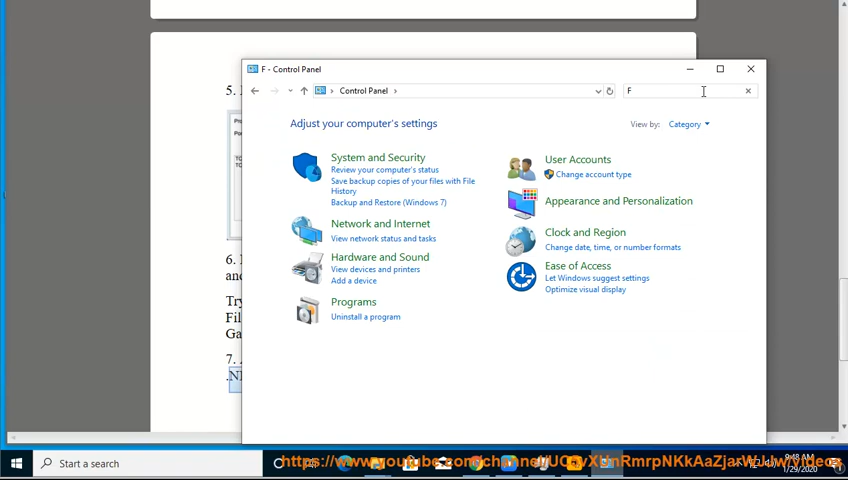 F - Control Panel
Control Panel
F
Adjust your computer's settings
View by: Category
System and Security
Review your computer's status
Save backup copies of your files with File
History
Backup and Restore (Windows 7)
Network and Internet
View network status and tasks
Hardware and Sound
View devices and printers
Add a device
Programs
Uninstall a program
User Accounts
Change account type
Appearance and Personalization
Clock and Region
Change date, time, or number formats
Ease of Access
Let Windows suggest settings
Optimize visual display
5.
6.
and
Try
7.
Start a search
9:48 AM
1/29/2020